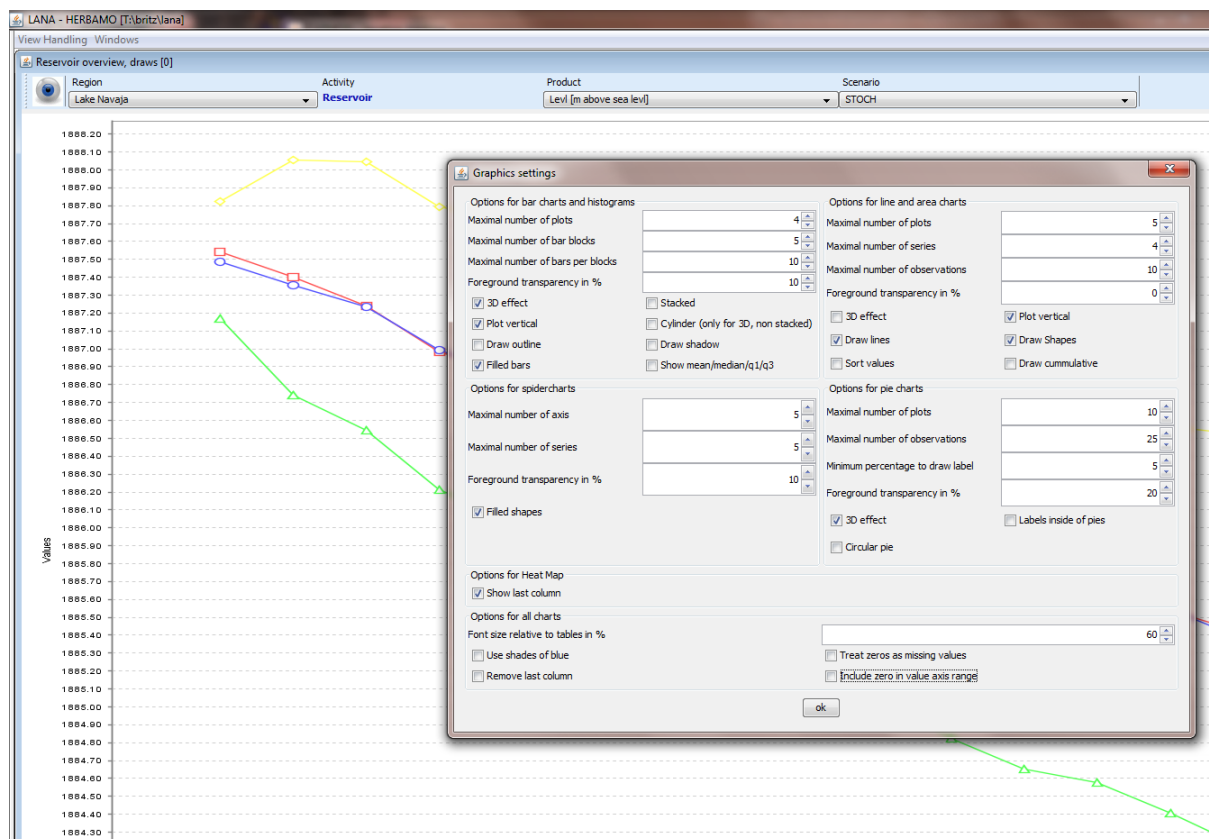 LANA - HERBAMO [T:\britz\lana]
View Handling Windows
Reservoir overview, draws [0]
Region Activity Product Scenario
Lake Navaja Reservoir Levl [m above sea levl] STOCH
1888.20
1888.10
1888.00
1887.90
1887.80
1887.70
1887.60
1887.50
1887.40
1887.30
1887.20
1887.10
1887.00
1886.90
1886.80
1886.70
1886.60
1886.50
1886.40
1886.30
1886.20
1886.10
1886.00
1885.90
1885.80
1885.70
1885.60
1885.50
1885.40
1885.30
1885.20
1885.10
1885.00
1884.90
1884.80
1884.70
1884.60
1884.50
1884.40
1884.30
Values
Graphics settings
Options for bar charts and histograms
Maximal number of plots 4
Maximal number of bar blocks 5
Maximal number of bars per blocks 10
Foreground transparency in % 10
3D effect Stacked
Plot vertical Cylinder (only for 3D, non stacked)
Draw outline Draw shadow
Filled bars Show mean/median/q1/q3
Options for line and area charts
Maximal number of plots 5
Maximal number of series 4
Maximal number of observations 10
Foreground transparency in % 0
3D effect Plot vertical
Draw lines Draw Shapes
Sort values Draw cummulative
Options for spidercharts
Maximal number of axis 5
Maximal number of series 5
Foreground transparency in % 10
Filled shapes
Options for pie charts
Maximal number of plots 10
Maximal number of observations 25
Minimum percentage to draw label 5
Foreground transparency in % 20
3D effect Labels inside of pies
Circular pie
Options for Heat Map
Show last column
Options for all charts
Font size relative to tables in % 60
Use shades of blue Treat zeros as missing values
Remove last column Include zero in value axis range
ok